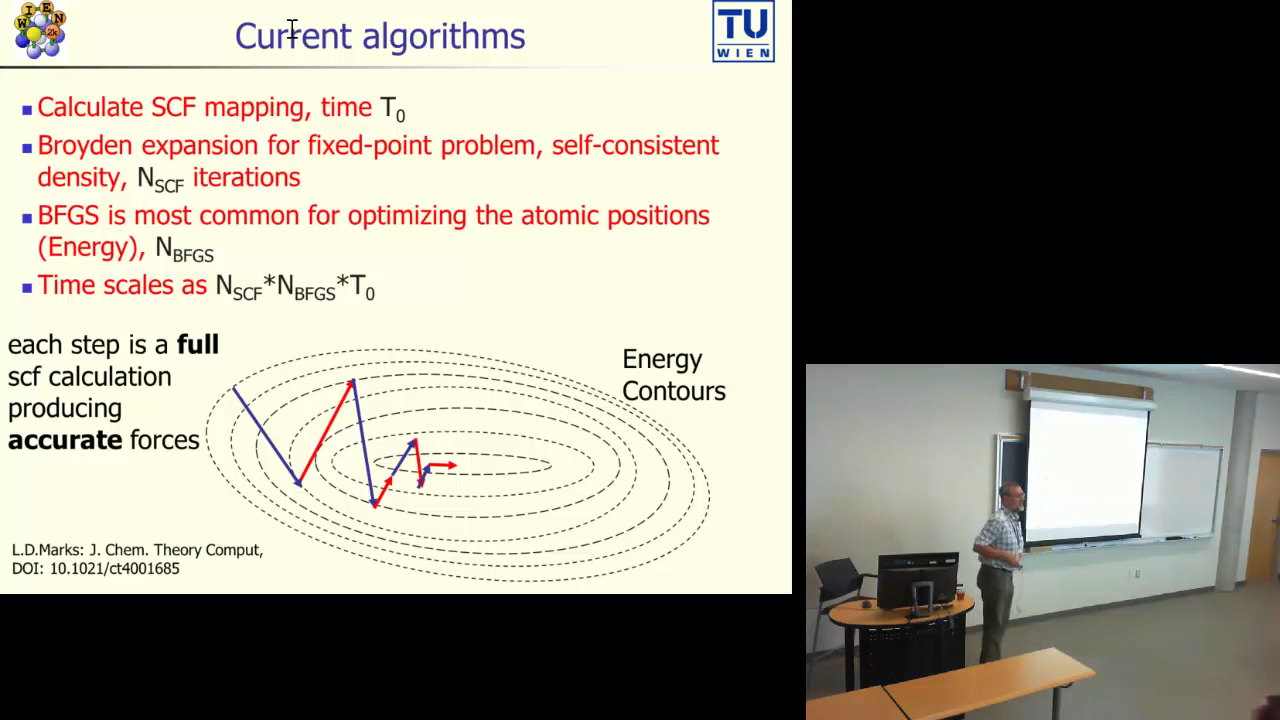 W I E N 2k
Current algorithms
TU
WIEN
Calculate SCF mapping, time T0
Broyden expansion for fixed-point problem, self-consistent
density, NSCF iterations
BFGS is most common for optimizing the atomic positions
(Energy), NBFGS
Time scales as NSCF*NBFGS*T0
each step is a full
scf calculation
producing
accurate forces
Energy
Contours
L.D.Marks: J. Chem. Theory Comput,
DOI: 10.1021/ct4001685